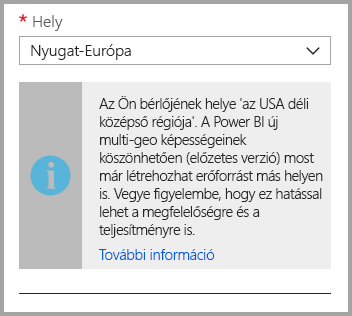 * Hely
Nyugat-Európa
Az Ön bérlőjének helye 'az USA déli
középső régiója'. A Power BI új
multi-geo képességeinek
köszönhetően (előzetes verzió) most
már létrehozhat erőforrást más helyen
is. Vegye figyelembe, hogy ez hatással
lehet a megfelelőségre és a
teljesítményre is.
További információ